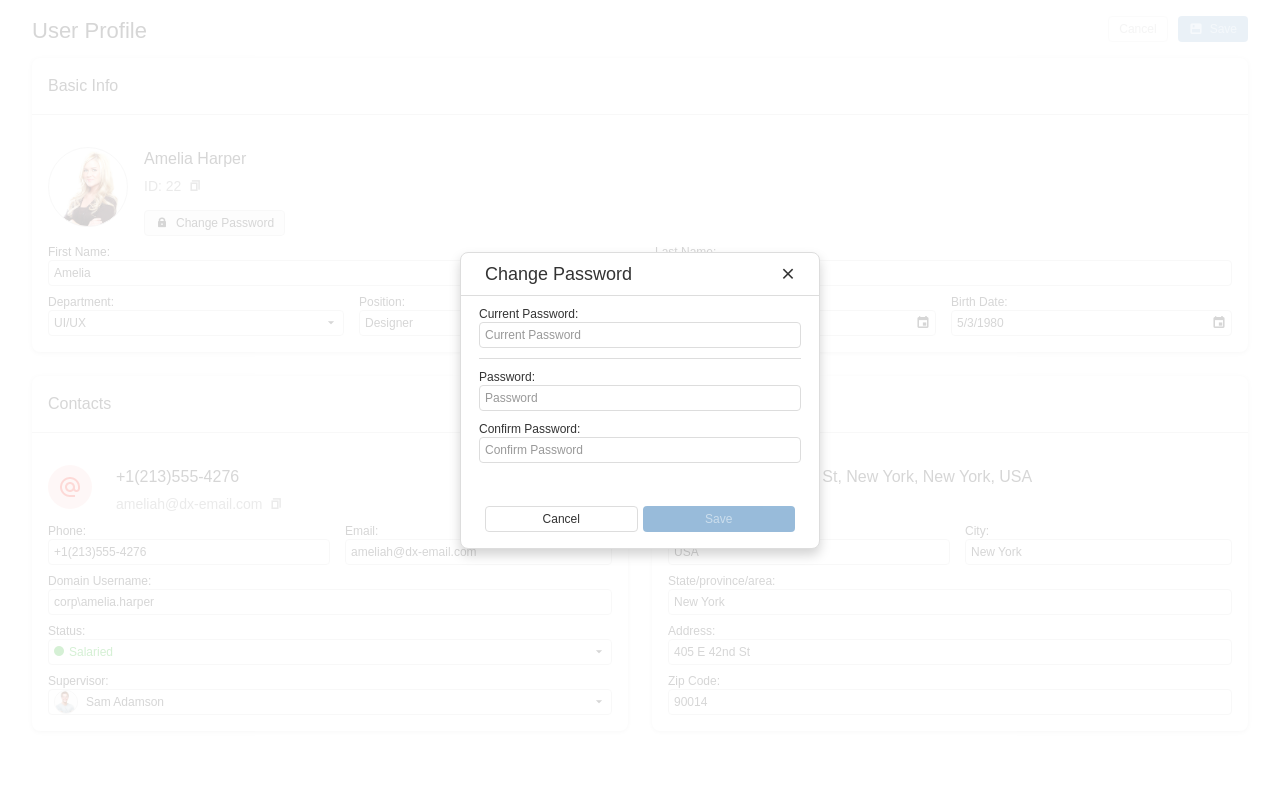 User Profile
Cancel
Save
Basic Info
Amelia Harper
ID: 22
Change Password
First Name:
Last Name:
Amelia
Department:
Position:
Birth Date:
UI/UX
Designer
5/3/1980
Change Password
Current Password:
Current Password
Password:
Password
Confirm Password:
Confirm Password
Cancel
Save
Contacts
+1(213)555-4276
ameliah@dx-email.com
Phone:
Email:
+1(213)555-4276
ameliah@dx-email.com
Domain Username:
corp\amelia.harper
Status:
Salaried
Supervisor:
Sam Adamson
St, New York, New York, USA
City:
USA
New York
State/province/area:
New York
Address:
405 E 42nd St
Zip Code:
90014